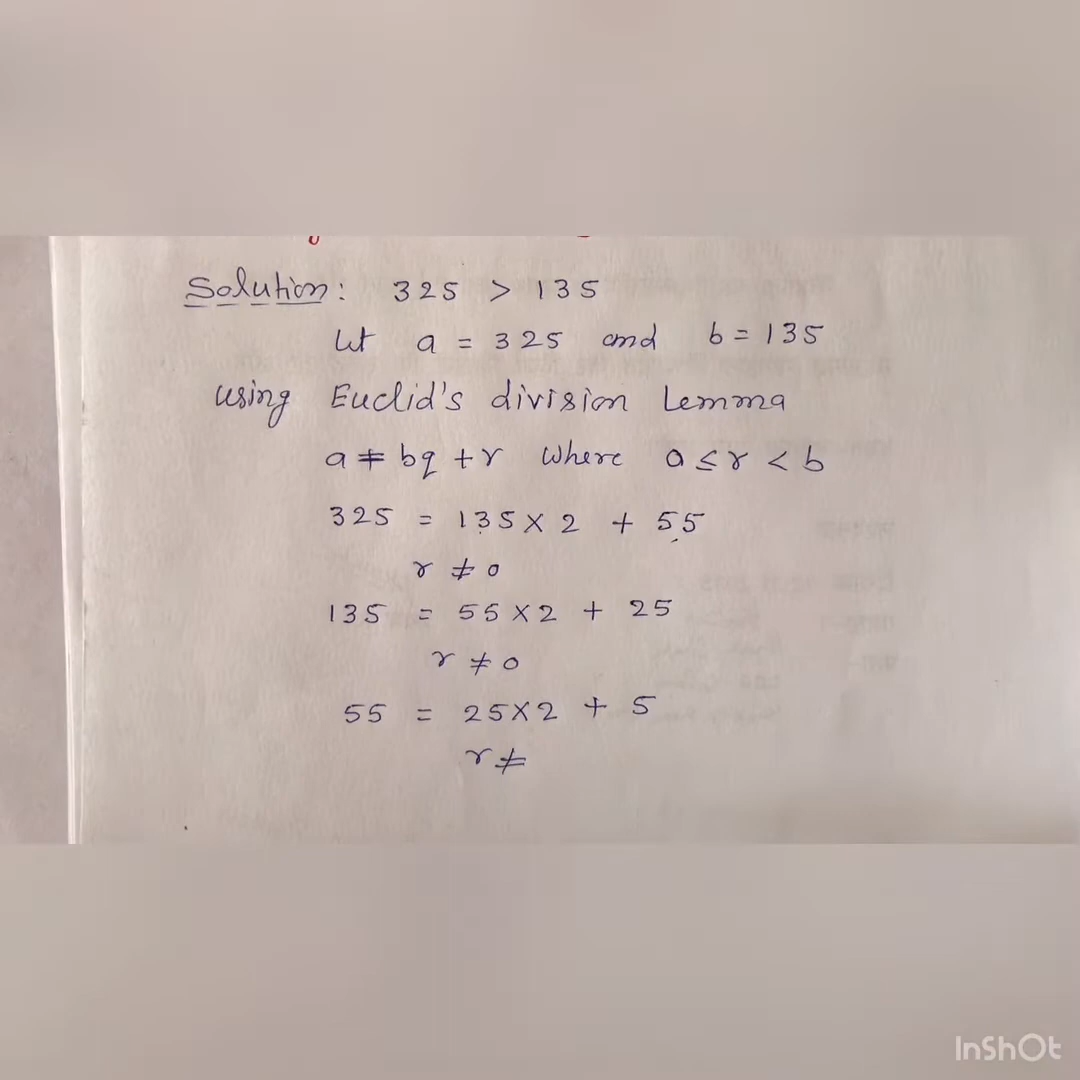 Solution: 325 > 135
Let a = 325 and b = 135
using Euclid's division Lemma
a ≠ bq + r where 0 ≤ r < b
325 = 135 × 2 + 55
r ≠ 0
135 = 55 × 2 + 25
r ≠ 0
55 = 25 × 2 + 5
r ≠
InShOt